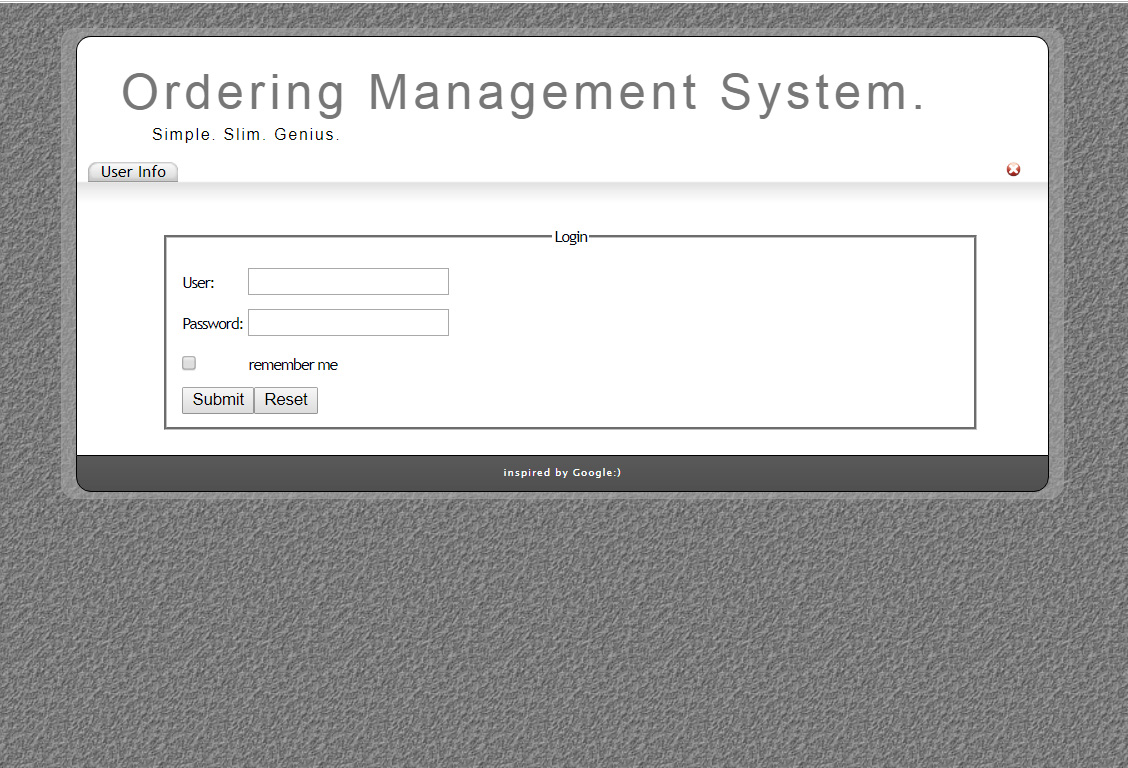 Ordering Management System.
Simple. Slim. Genius.
User Info
Login
User:
Password:
remember me
Submit Reset
inspired by Google:)